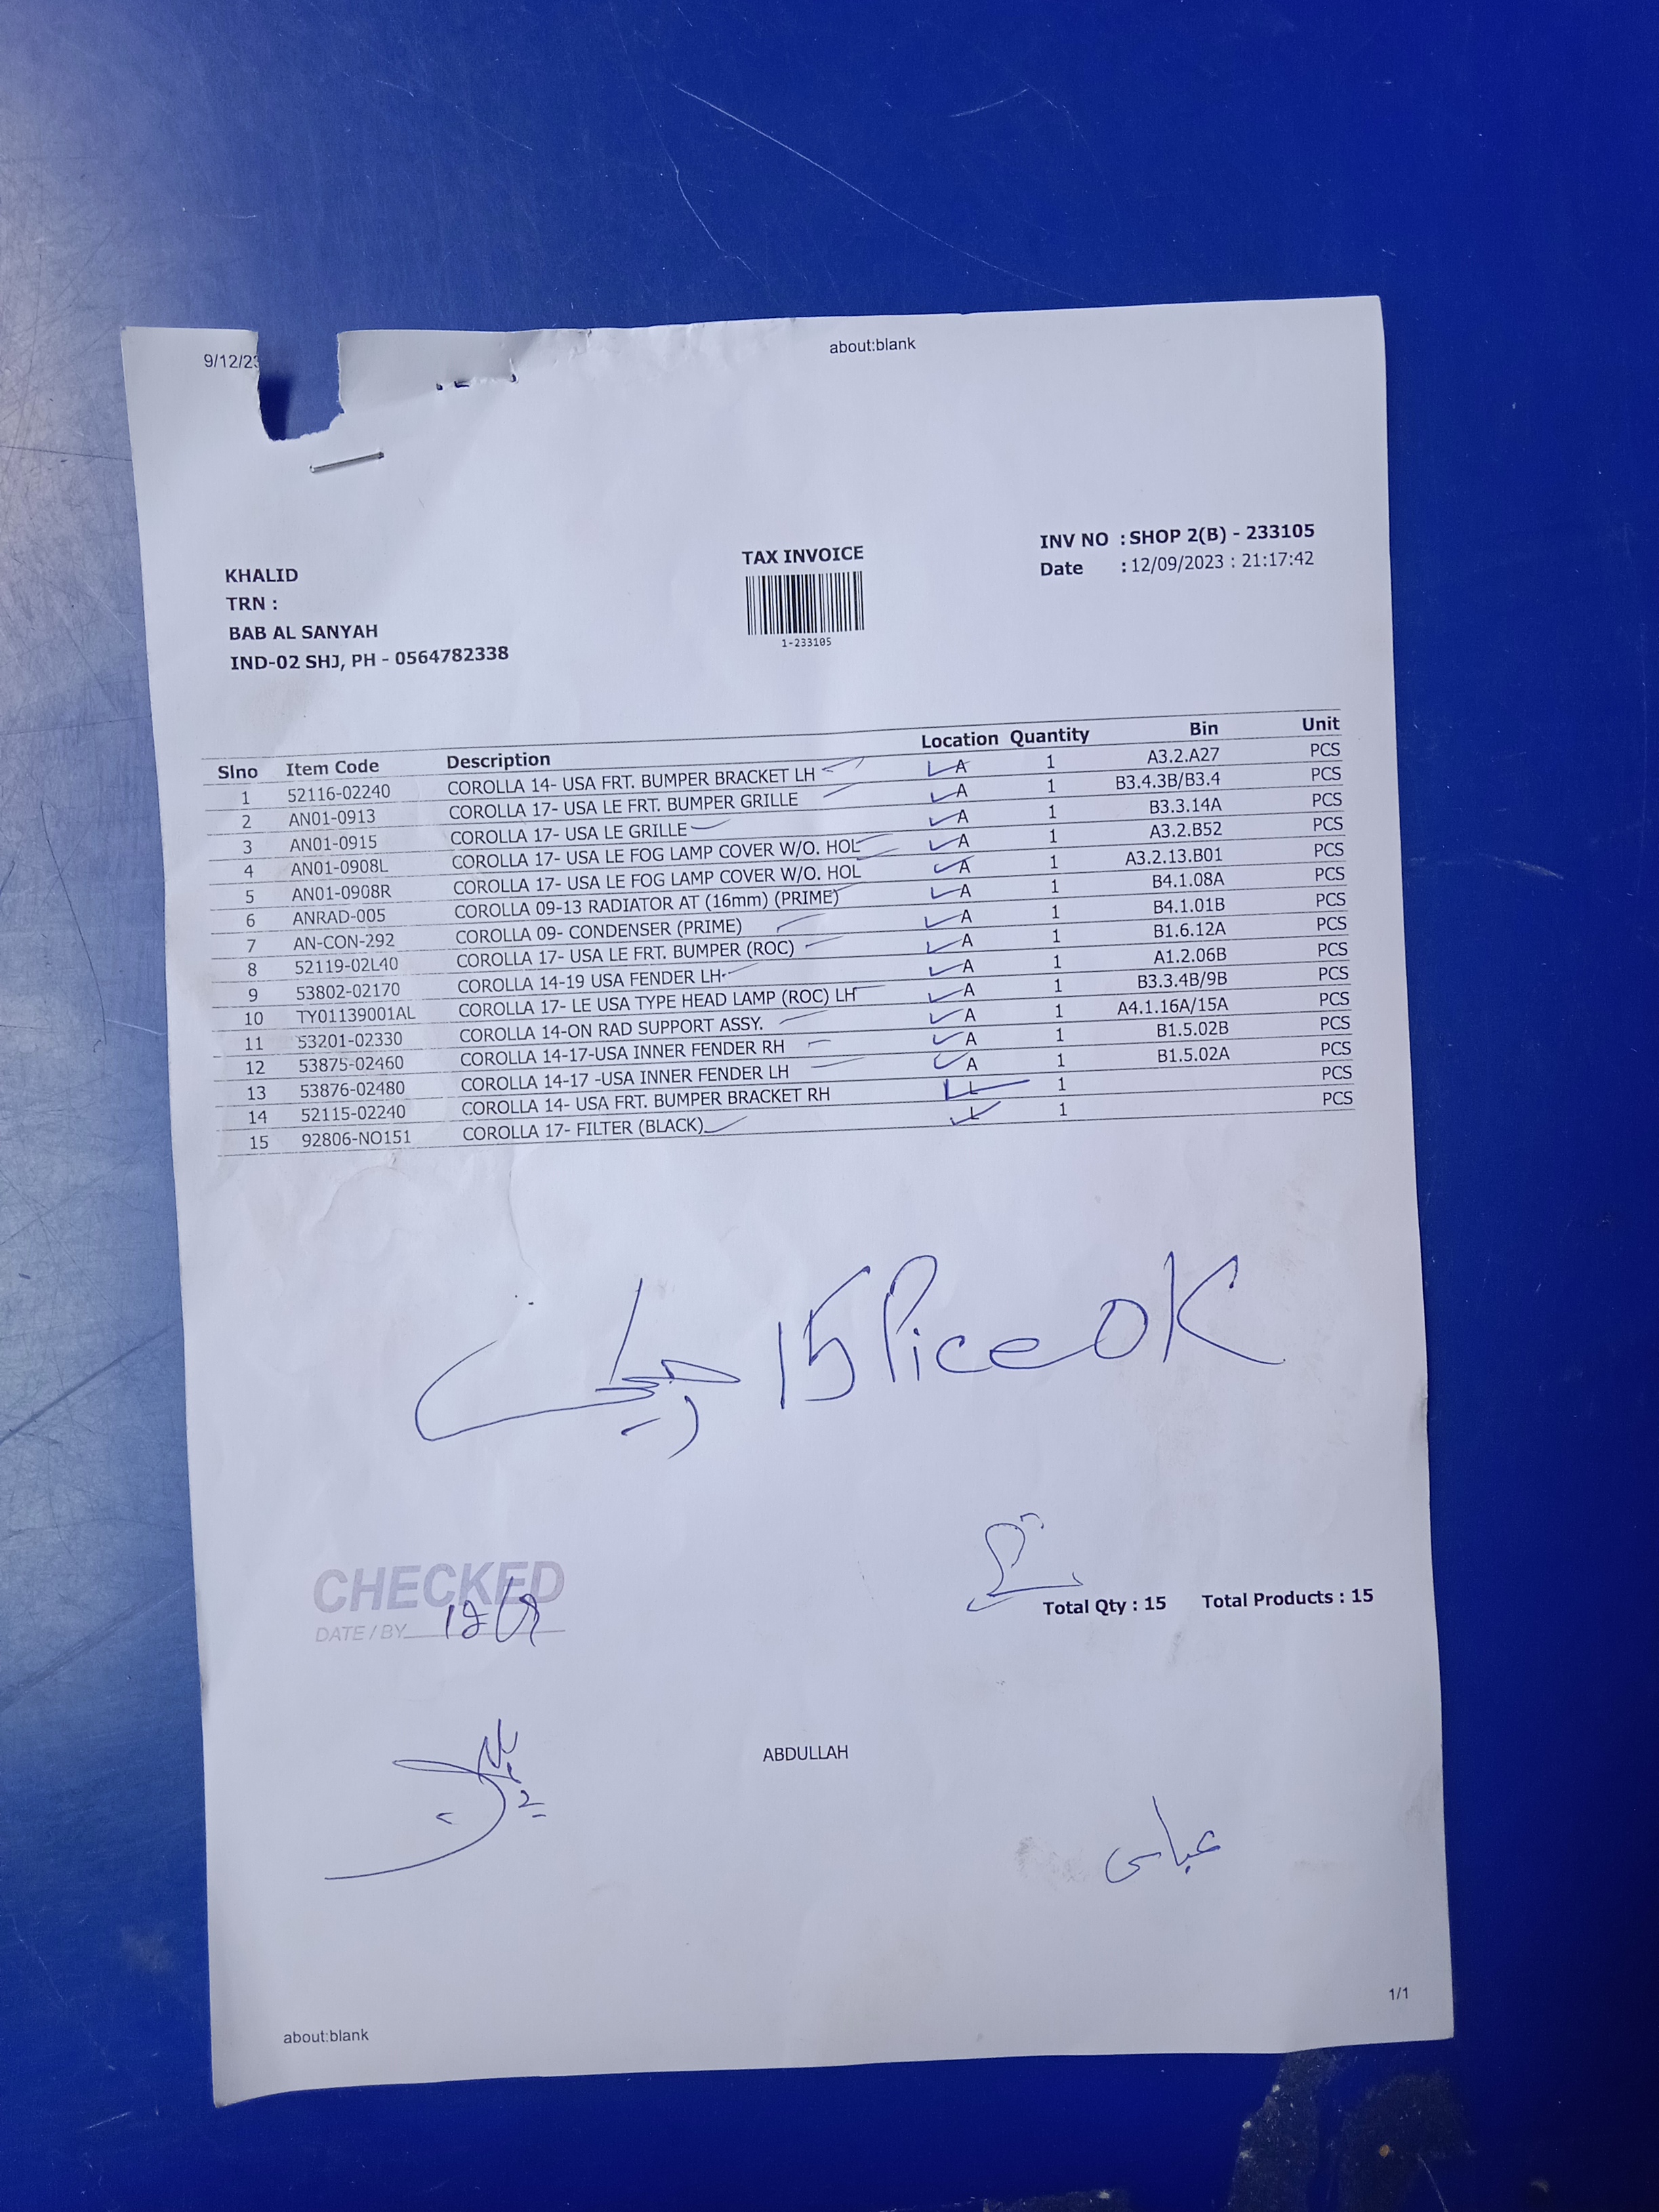 9/12/23
about:blank
KHALID
TRN :
BAB AL SANYAH
IND-02 SHJ, PH - 0564782338
TAX INVOICE
1-233105
INV NO : SHOP 2(B) - 233105
Date : 12/09/2023 : 21:17:42
Slno Item Code Description Location Quantity Bin Unit
1 52116-02240 COROLLA 14- USA FRT. BUMPER BRACKET LH A 1 A3.2.A27 PCS
2 AN01-0913 COROLLA 17- USA LE FRT. BUMPER GRILLE A 1 B3.4.3B/B3.4 PCS
3 AN01-0915 COROLLA 17- USA LE GRILLE A 1 B3.3.14A PCS
4 AN01-0908L COROLLA 17- USA LE FOG LAMP COVER W/O. HOL A 1 A3.2.B52 PCS
5 AN01-0908R COROLLA 17- USA LE FOG LAMP COVER W/O. HOL A 1 A3.2.13.B01 PCS
6 ANRAD-005 COROLLA 09-13 RADIATOR AT (16mm) (PRIME) A 1 B4.1.08A PCS
7 AN-CON-292 COROLLA 09- CONDENSER (PRIME) A 1 B4.1.01B PCS
8 52119-02L40 COROLLA 17- USA LE FRT. BUMPER (ROC) A 1 B1.6.12A PCS
9 53802-02170 COROLLA 14-19 USA FENDER LH A 1 A1.2.06B PCS
10 TY01139001AL COROLLA 17- LE USA TYPE HEAD LAMP (ROC) LH A 1 B3.3.4B/9B PCS
11 53201-02330 COROLLA 14-ON RAD SUPPORT ASSY. A 1 A4.1.16A/15A PCS
12 53875-02460 COROLLA 14-17-USA INNER FENDER RH A 1 B1.5.02B PCS
13 53876-02480 COROLLA 14-17 -USA INNER FENDER LH A 1 B1.5.02A PCS
14 52115-02240 COROLLA 14- USA FRT. BUMPER BRACKET RH L 1 PCS
15 92806-NO151 COROLLA 17- FILTER (BLACK) L 1 PCS
15 Pice OK
CHECKED
DATE / BY 12/9
Total Qty : 15 Total Products : 15
ABDULLAH
عباسی
1/1
about:blank